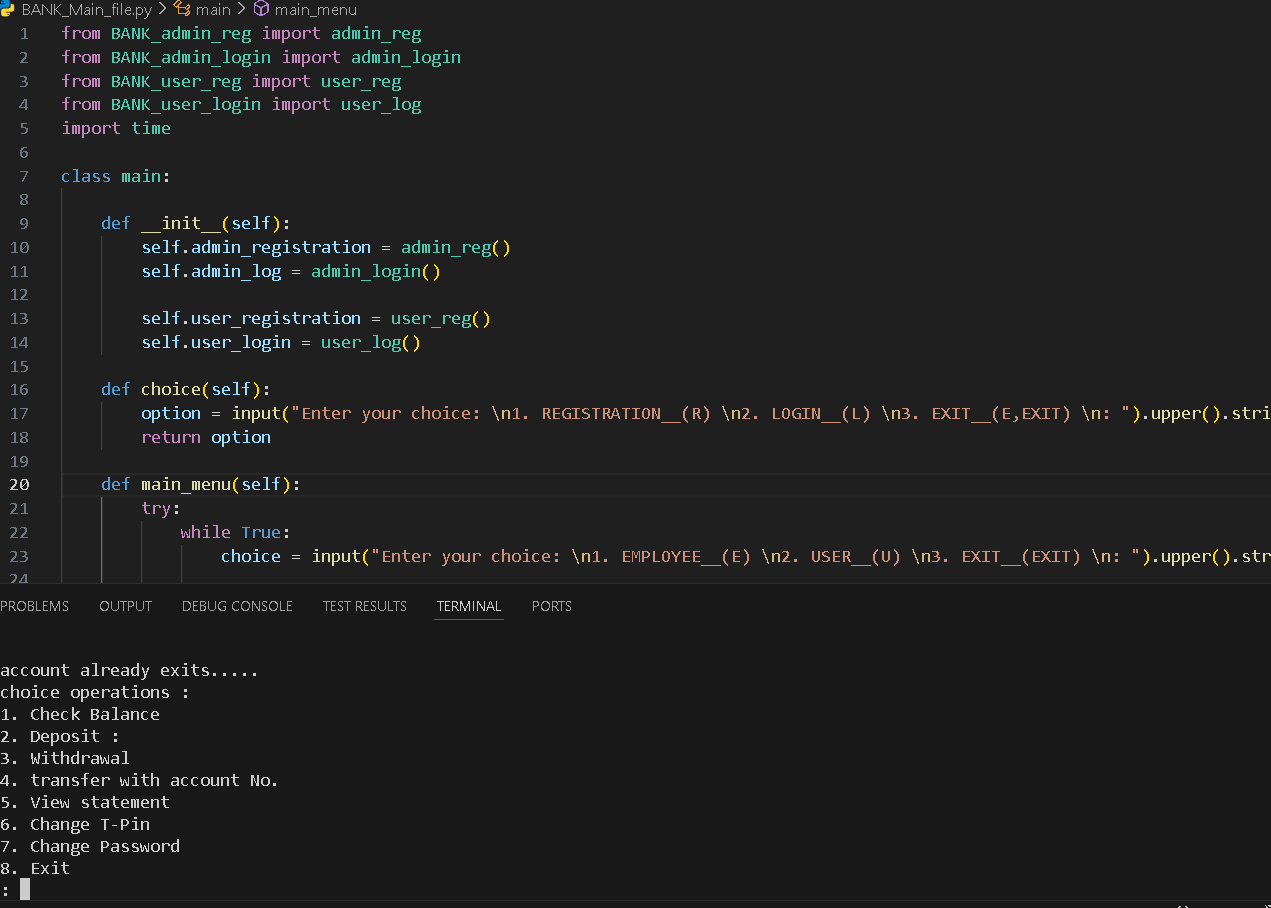 BANK_Main_file.py > main > main_menu
1 from BANK_admin_reg import admin_reg
2 from BANK_admin_login import admin_login
3 from BANK_user_reg import user_reg
4 from BANK_user_login import user_log
5 import time
6
7 class main:
8
9 def __init__(self):
10 self.admin_registration = admin_reg()
11 self.admin_log = admin_login()
12
13 self.user_registration = user_reg()
14 self.user_login = user_log()
15
16 def choice(self):
17 option = input("Enter your choice: \n1. REGISTRATION__(R) \n2. LOGIN__(L) \n3. EXIT__(E,EXIT) \n: ").upper().stri
18 return option
19
20 def main_menu(self):
21 try:
22 while True:
23 choice = input("Enter your choice: \n1. EMPLOYEE__(E) \n2. USER__(U) \n3. EXIT__(EXIT) \n: ").upper().str
24
PROBLEMS OUTPUT DEBUG CONSOLE TEST RESULTS TERMINAL PORTS
account already exits.....
choice operations :
1. Check Balance
2. Deposit :
3. Withdrawal
4. transfer with account No.
5. View statement
6. Change T-Pin
7. Change Password
8. Exit
: